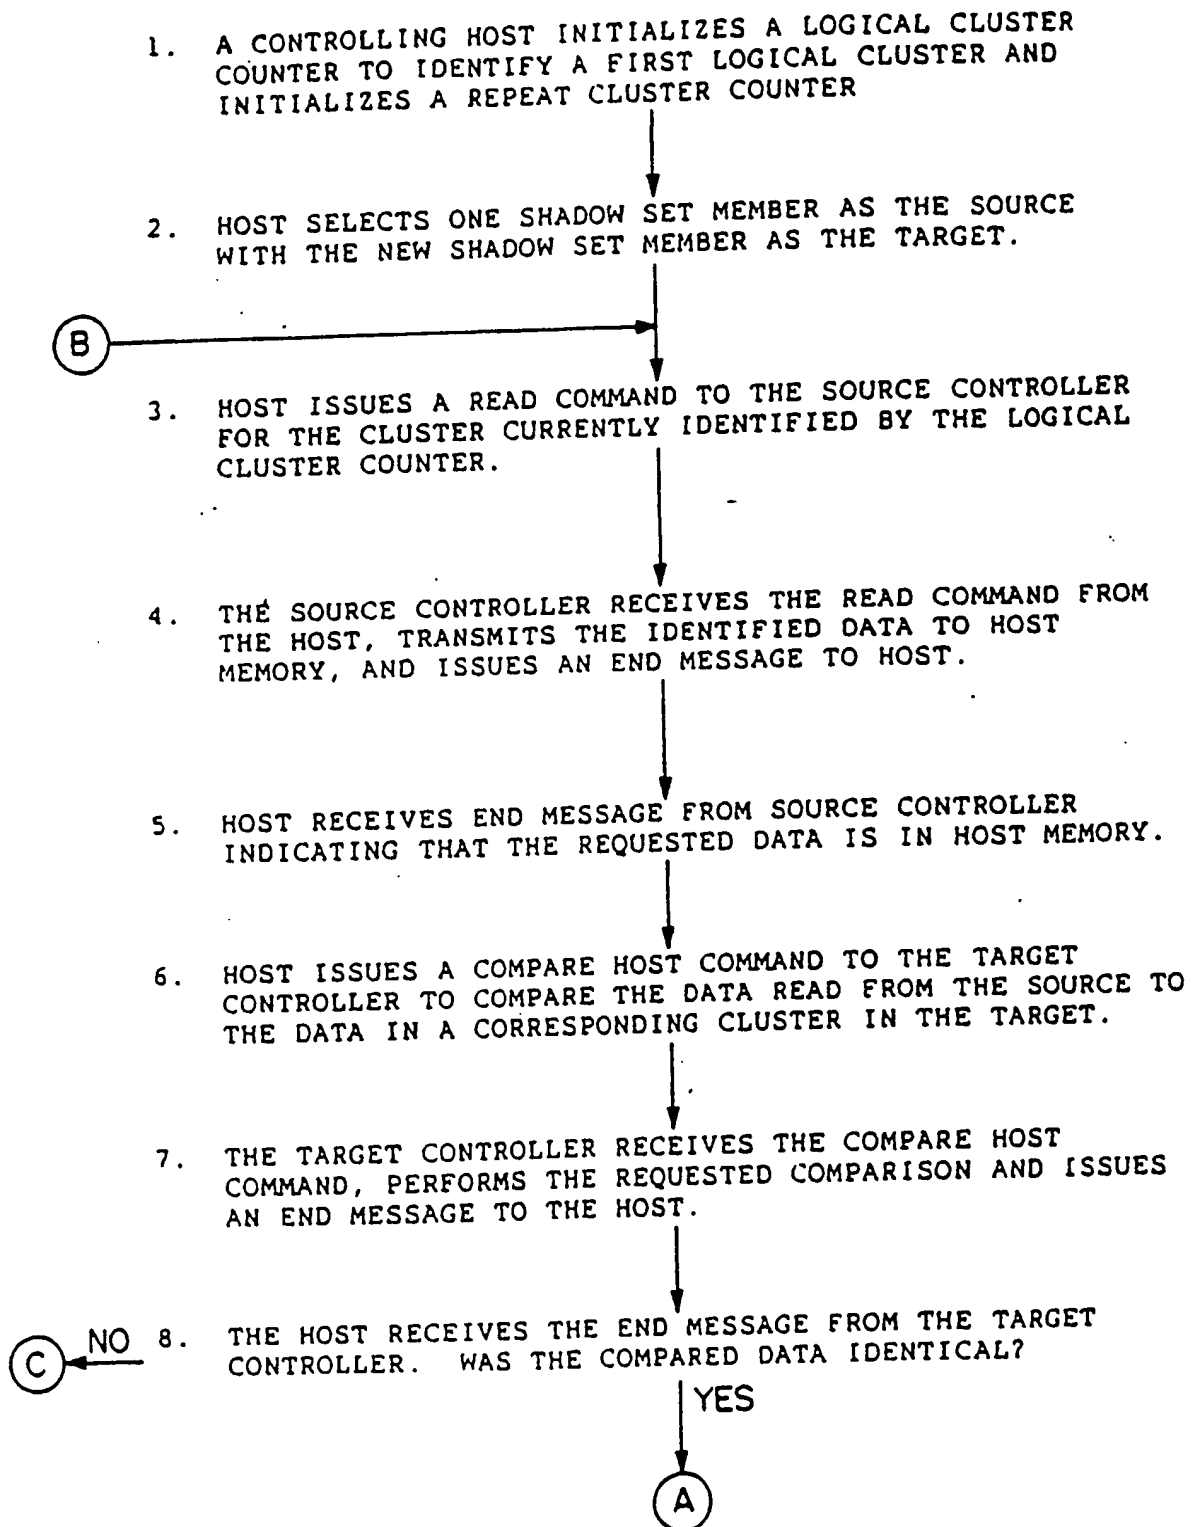 1. A CONTROLLING HOST INITIALIZES A LOGICAL CLUSTER
COUNTER TO IDENTIFY A FIRST LOGICAL CLUSTER AND
INITIALIZES A REPEAT CLUSTER COUNTER
2. HOST SELECTS ONE SHADOW SET MEMBER AS THE SOURCE
WITH THE NEW SHADOW SET MEMBER AS THE TARGET.
B
3. HOST ISSUES A READ COMMAND TO THE SOURCE CONTROLLER
FOR THE CLUSTER CURRENTLY IDENTIFIED BY THE LOGICAL
CLUSTER COUNTER.
4. THE SOURCE CONTROLLER RECEIVES THE READ COMMAND FROM
THE HOST, TRANSMITS THE IDENTIFIED DATA TO HOST
MEMORY, AND ISSUES AN END MESSAGE TO HOST.
5. HOST RECEIVES END MESSAGE FROM SOURCE CONTROLLER
INDICATING THAT THE REQUESTED DATA IS IN HOST MEMORY.
6. HOST ISSUES A COMPARE HOST COMMAND TO THE TARGET
CONTROLLER TO COMPARE THE DATA READ FROM THE SOURCE TO
THE DATA IN A CORRESPONDING CLUSTER IN THE TARGET.
7. THE TARGET CONTROLLER RECEIVES THE COMPARE HOST
COMMAND, PERFORMS THE REQUESTED COMPARISON AND ISSUES
AN END MESSAGE TO THE HOST.
C NO 8. THE HOST RECEIVES THE END MESSAGE FROM THE TARGET
CONTROLLER. WAS THE COMPARED DATA IDENTICAL?
YES
A